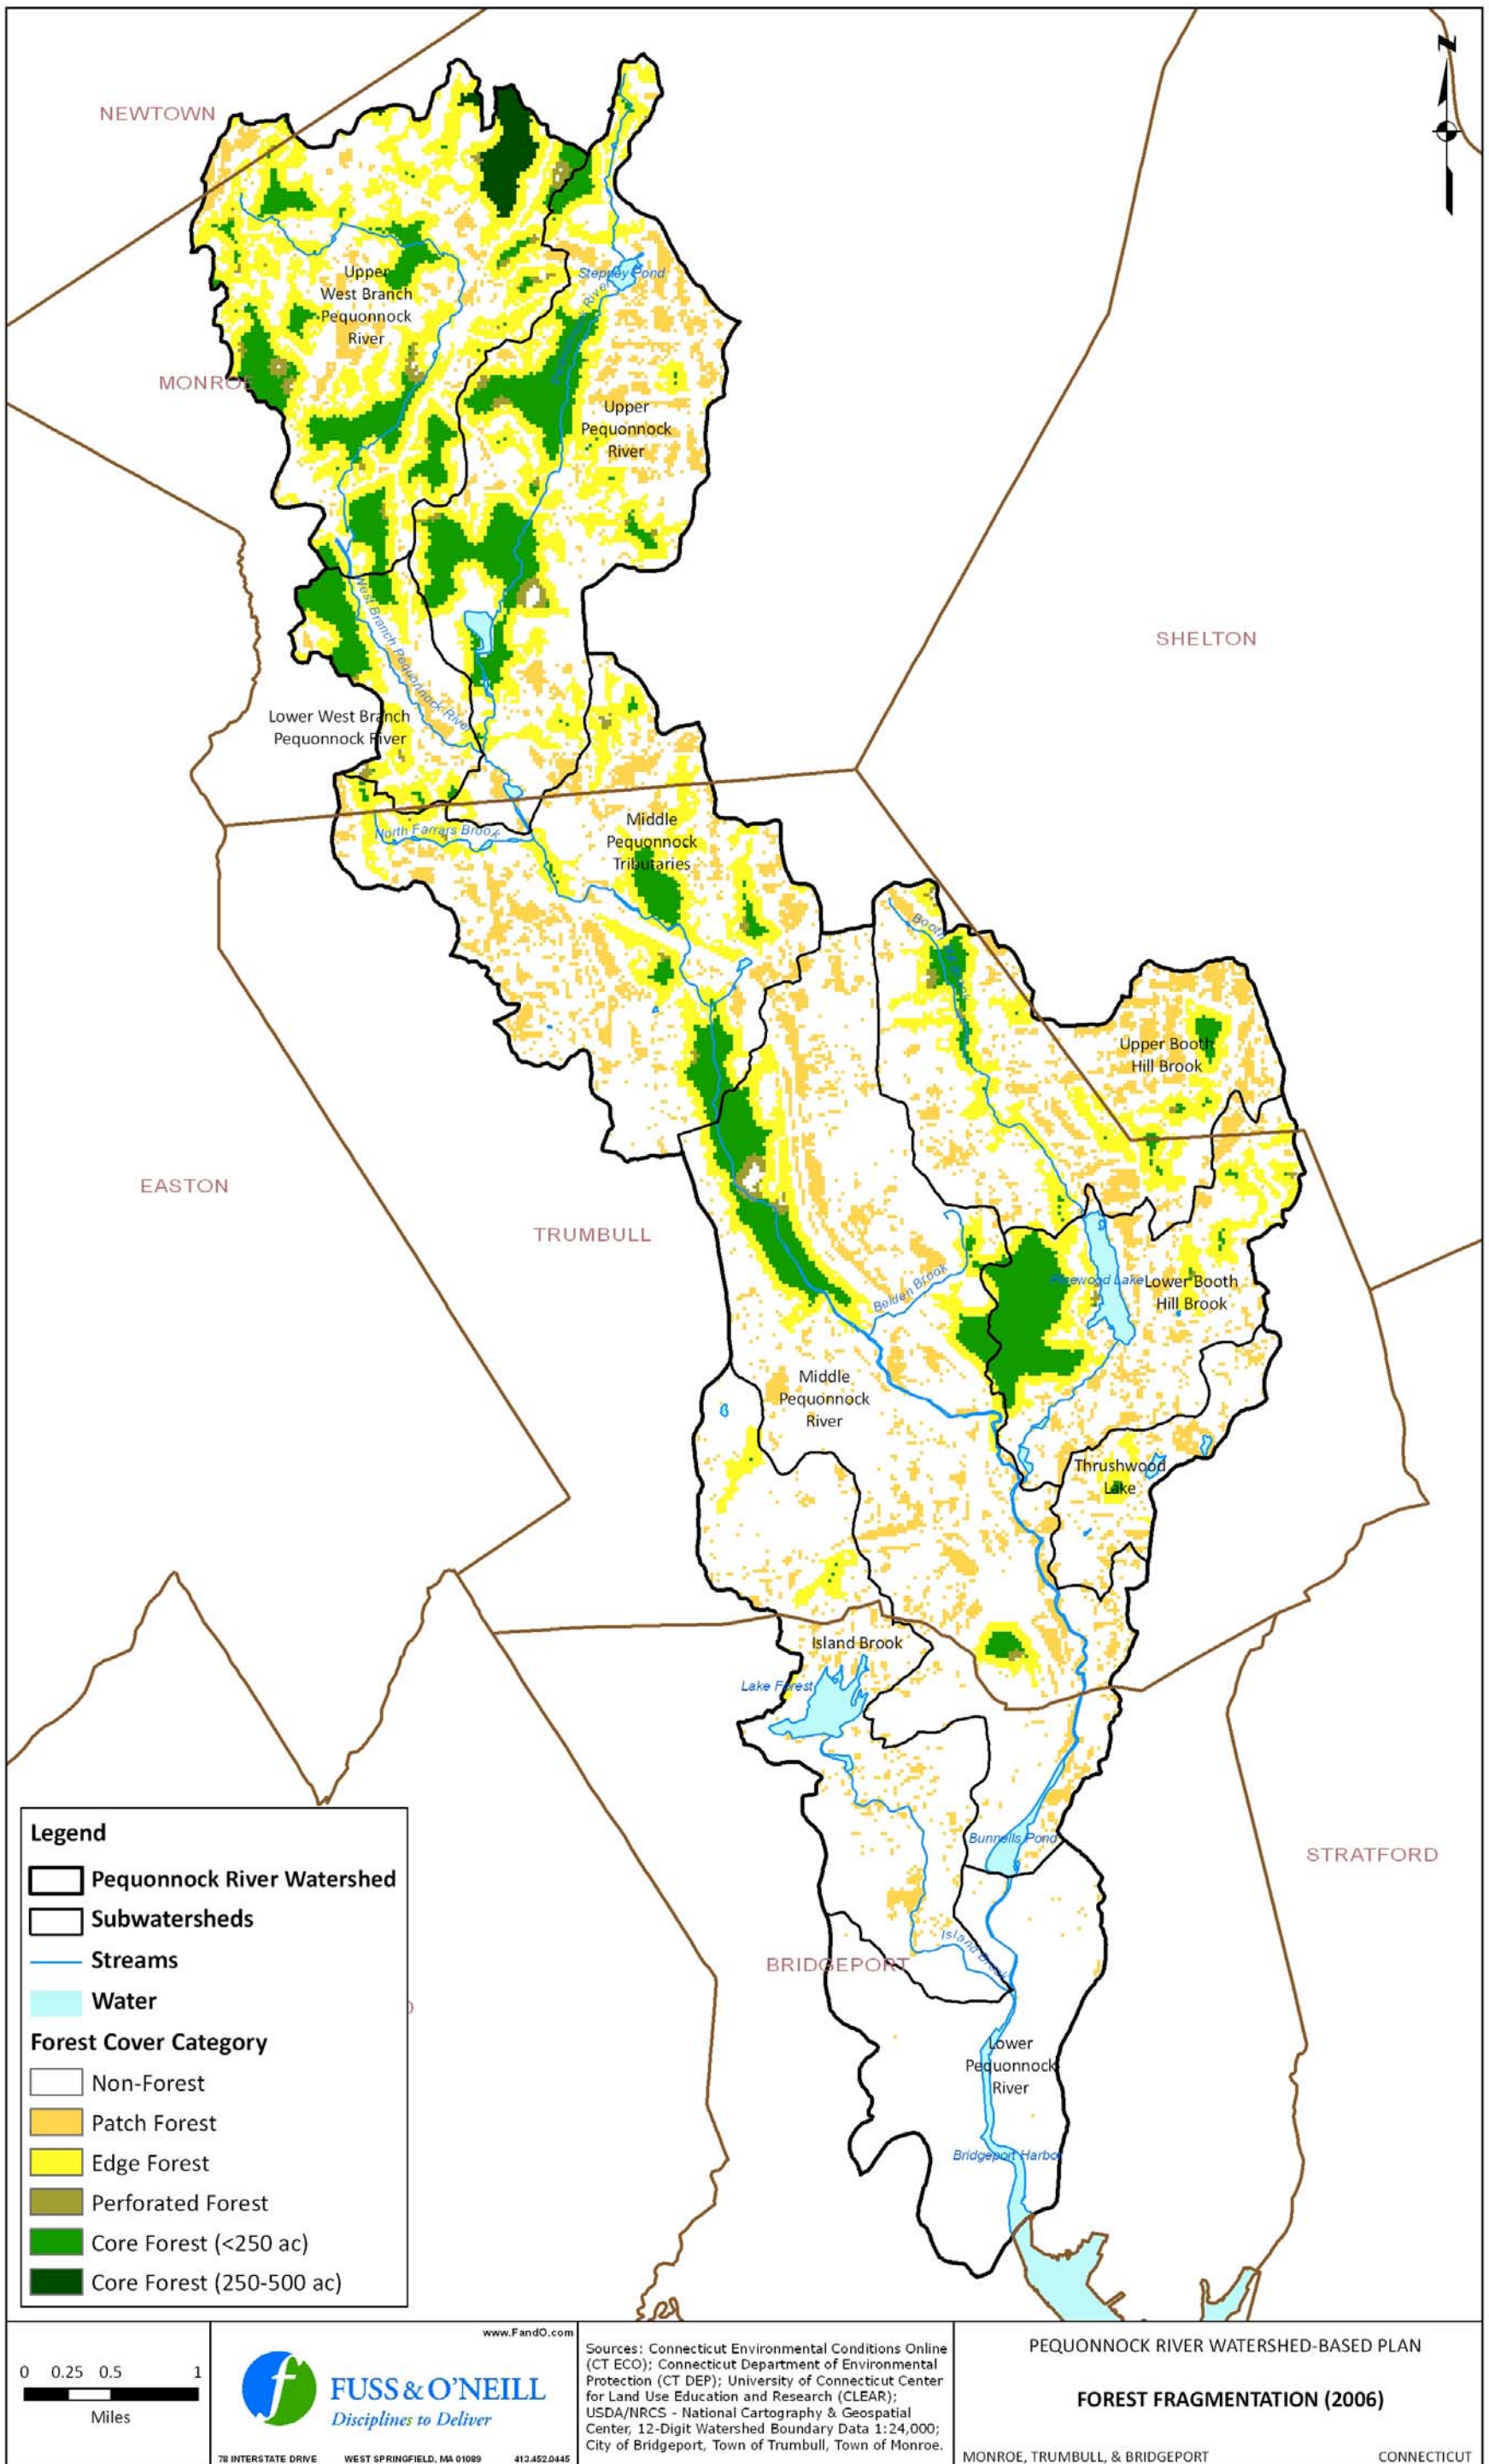 NEWTOWN
N
Steppey Pond
Upper
West Branch
Pequonnock
River
River
MONROE
Upper
Pequonnock
River
SHELTON
West Branch Pequonnock River
Lower West Branch
Pequonnock River
Middle
Pequonnock
Tributaries
North Farrars Brook
Booth
Upper Booth
Hill Brook
EASTON
TRUMBULL
Belden Brook
Lower Booth
Hill Brook
Middle
Pequonnock
River
Thrushwood
Lake
Island Brook
Lake Forest
Bunnells Pond
STRATFORD
Island Brook
BRIDGEPORT
Lower
Pequonnock
River
Bridgeport Harbor
Legend
Pequonnock River Watershed
Subwatersheds
Streams
Water
Forest Cover Category
Non-Forest
Patch Forest
Edge Forest
Perforated Forest
Core Forest (<250 ac)
Core Forest (250-500 ac)
0 0.25 0.5 1
Miles
www.FandO.com
FUSS & O'NEILL
Disciplines to Deliver
78 INTERSTATE DRIVE WEST SPRINGFIELD, MA 01089 413.452.0445
Sources: Connecticut Environmental Conditions Online
(CT ECO); Connecticut Department of Environmental
Protection (CT DEP); University of Connecticut Center
for Land Use Education and Research (CLEAR);
USDA/NRCS - National Cartography & Geospatial
Center, 12-Digit Watershed Boundary Data 1:24,000;
City of Bridgeport, Town of Trumbull, Town of Monroe.
PEQUONNOCK RIVER WATERSHED-BASED PLAN
FOREST FRAGMENTATION (2006)
MONROE, TRUMBULL, & BRIDGEPORT CONNECTICUT